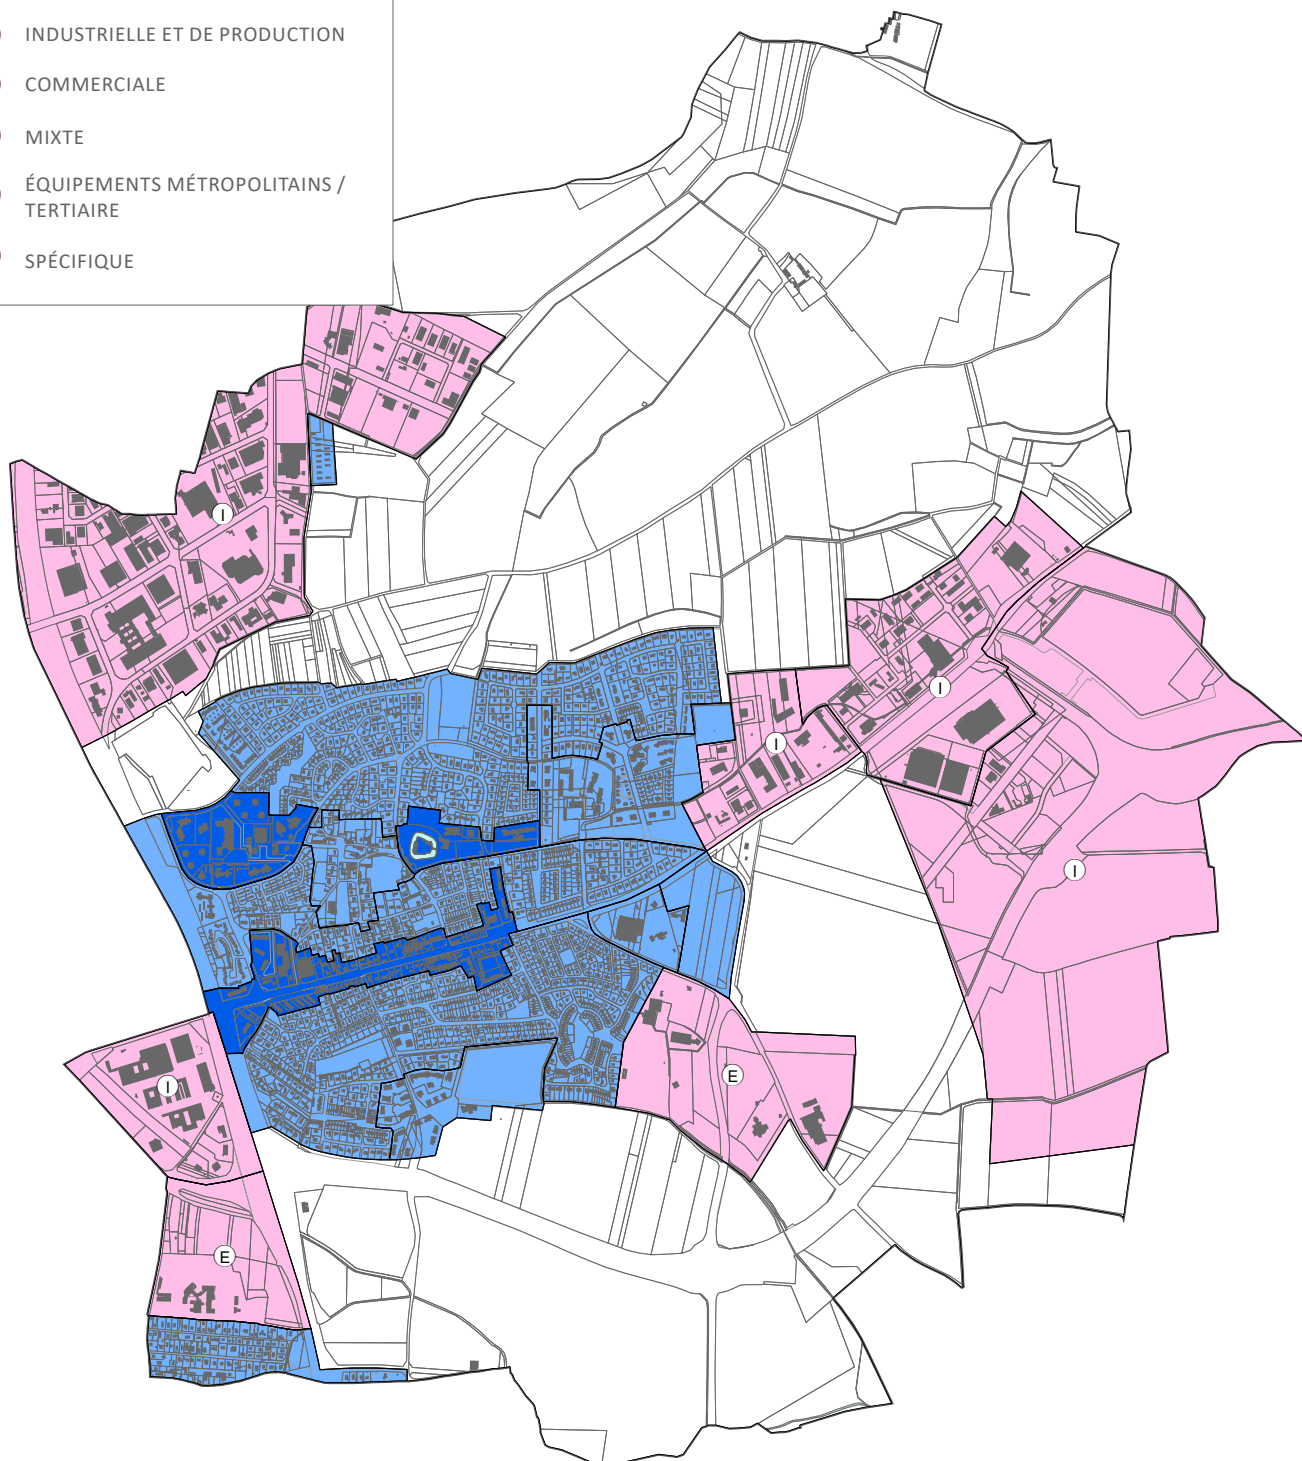 INDUSTRIELLE ET DE PRODUCTION
COMMERCIALE
MIXTE
ÉQUIPEMENTS MÉTROPOLITAINS /
TERTIAIRE
SPÉCIFIQUE
I
I
I
I
E
I
E